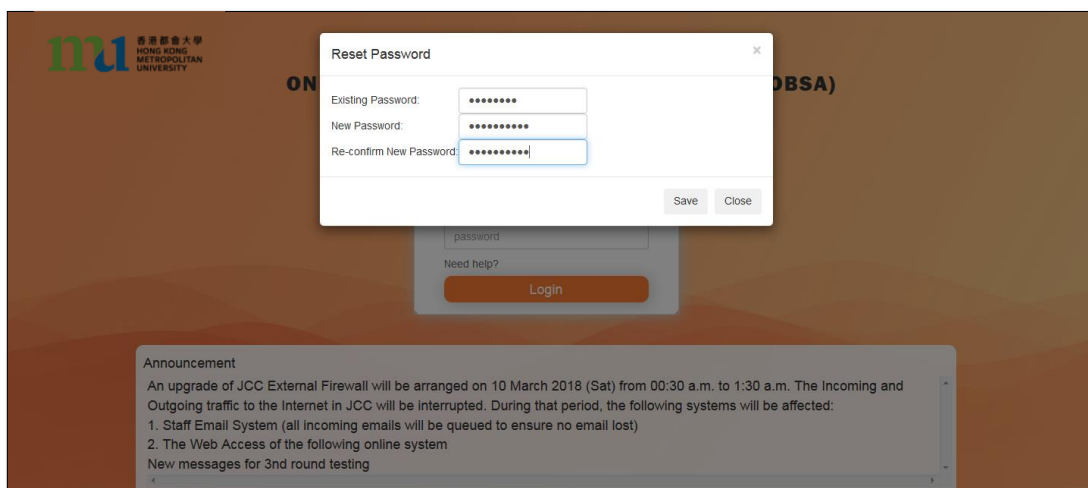 香港都會大學
HONG KONG
METROPOLITAN
UNIVERSITY
ON
OBSA)
Reset Password
×
Existing Password:
New Password:
Re-confirm New Password:
Save Close
password
Need help?
Login
Announcement
An upgrade of JCC External Firewall will be arranged on 10 March 2018 (Sat) from 00:30 a.m. to 1:30 a.m. The Incoming and
Outgoing traffic to the Internet in JCC will be interrupted. During that period, the following systems will be affected:
1. Staff Email System (all incoming emails will be queued to ensure no email lost)
2. The Web Access of the following online system
New messages for 3nd round testing